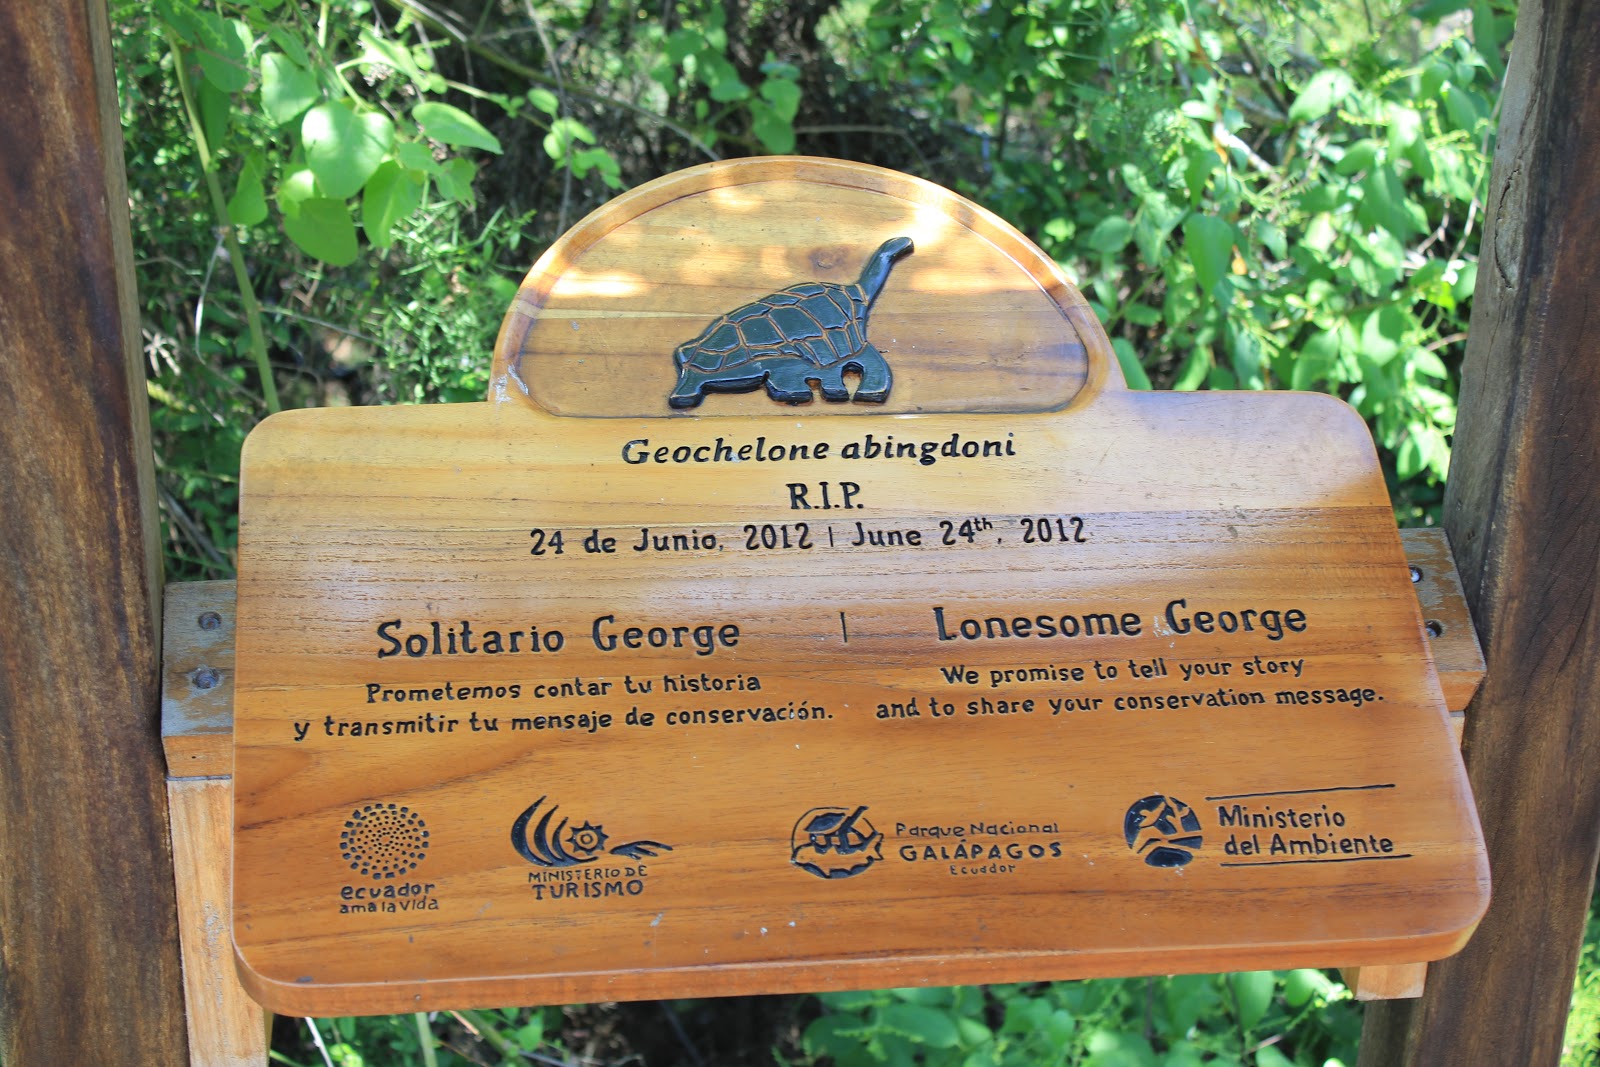 Geochelone abingdoni
R.I.P.
24 de Junio, 2012 | June 24th, 2012
Solitario George | Lonesome George
Prometemos contar tu historia
y transmitir tu mensaje de conservación.
We promise to tell your story
and to share your conservation message.
ecuador
ama la vida
MINISTERIO DE
TURISMO
Parque Nacional
GALÁPAGOS
Ecuador
Ministerio
del Ambiente